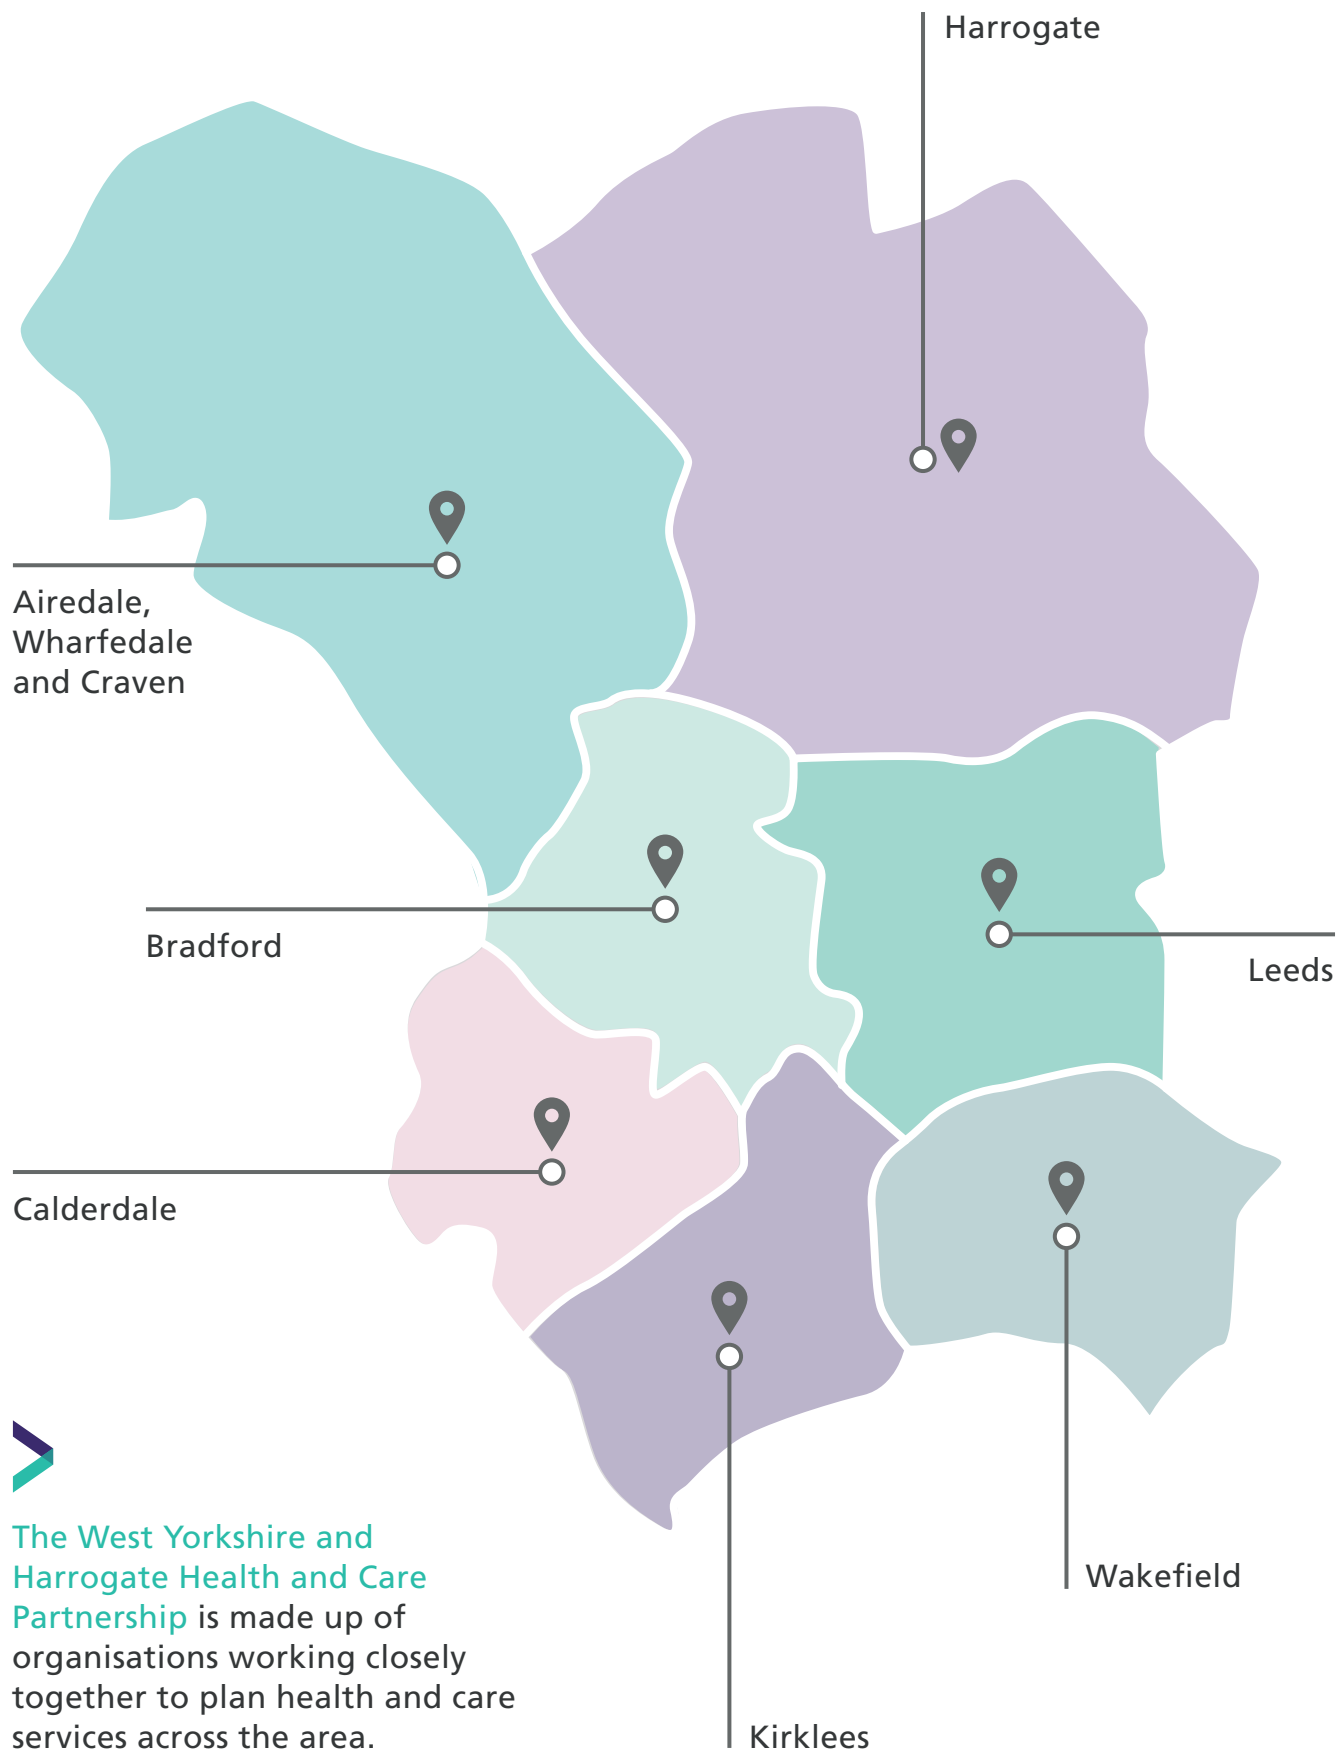 Harrogate
Airedale,
Wharfedale
and Craven
Bradford
Leeds
Calderdale
The West Yorkshire and
Harrogate Health and Care
Partnership is made up of
organisations working closely
together to plan health and care
services across the area.
Wakefield
Kirklees